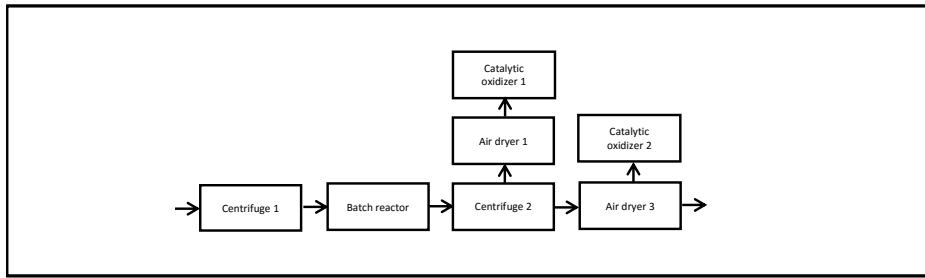 Catalytic
oxidizer 1
Air dryer 1
Catalytic
oxidizer 2
Centrifuge 1
Batch reactor
Centrifuge 2
Air dryer 3